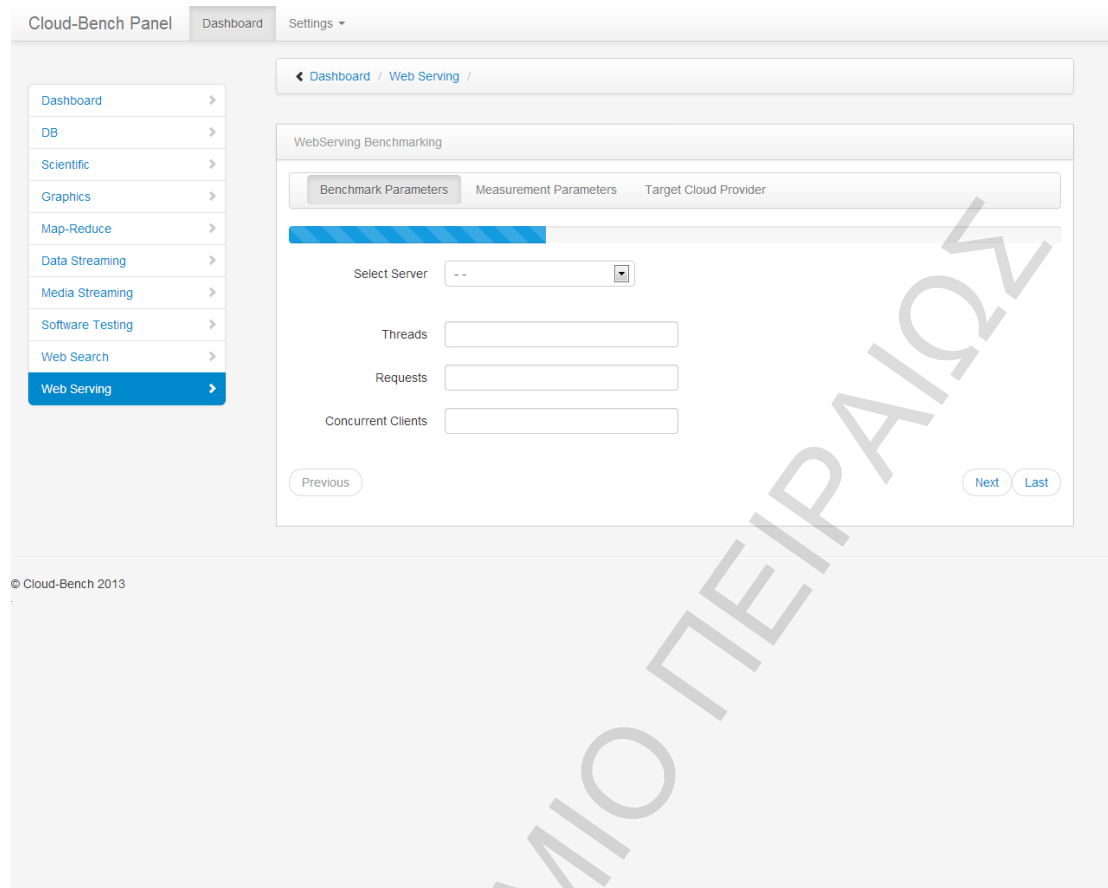 Cloud-Bench Panel Dashboard Settings
Dashboard / Web Serving /
Dashboard
DB
Scientific
Graphics
Map-Reduce
Data Streaming
Media Streaming
Software Testing
Web Search
Web Serving
WebServing Benchmarking
Benchmark Parameters Measurement Parameters Target Cloud Provider
Select Server - -
Threads
Requests
Concurrent Clients
Previous Next Last
© Cloud-Bench 2013
ΜΙΟ ΠΕΙΡΑΙΩΣ